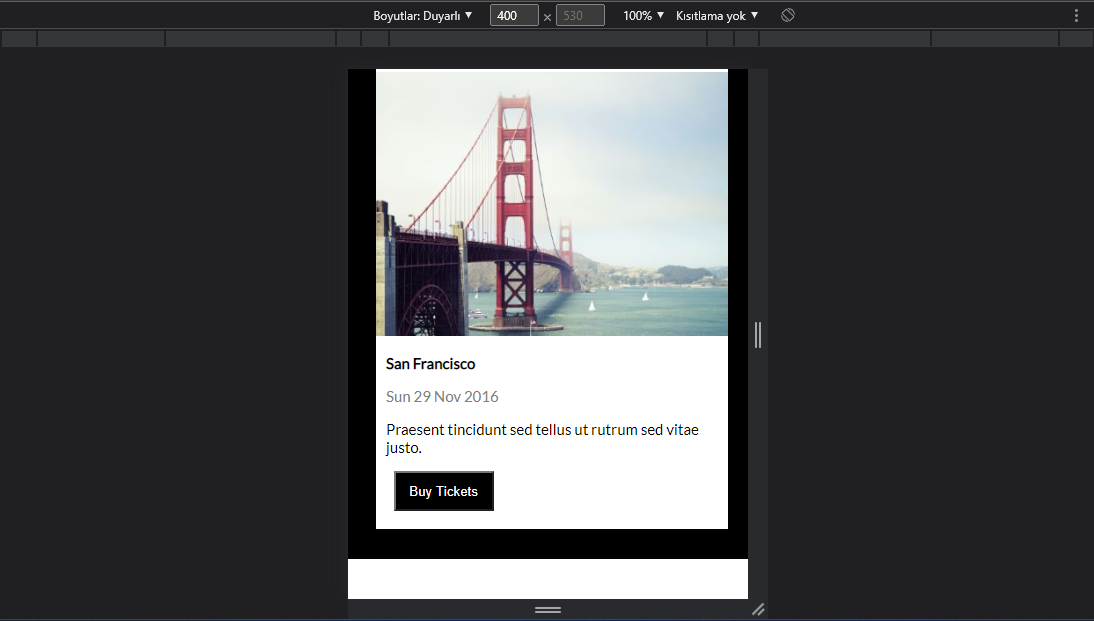 Boyutlar: Duyarlı ▼ 400 × 530 100% ▼ Kısıtlama yok ▼
San Francisco
Sun 29 Nov 2016
Praesent tincidunt sed tellus ut rutrum sed vitae
justo.
Buy Tickets